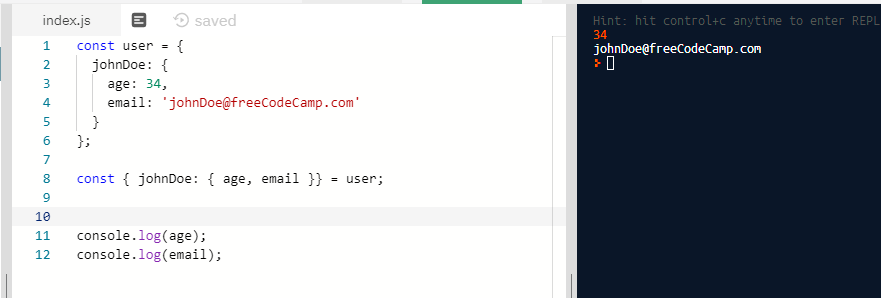 index.js saved
1 const user = {
2 johnDoe: {
3 age: 34,
4 email: 'johnDoe@freeCodeCamp.com'
5 }
6 };
7
8 const { johnDoe: { age, email }} = user;
9
10
11 console.log(age);
12 console.log(email);
Hint: hit control+c anytime to enter REPL
34
johnDoe@freeCodeCamp.com